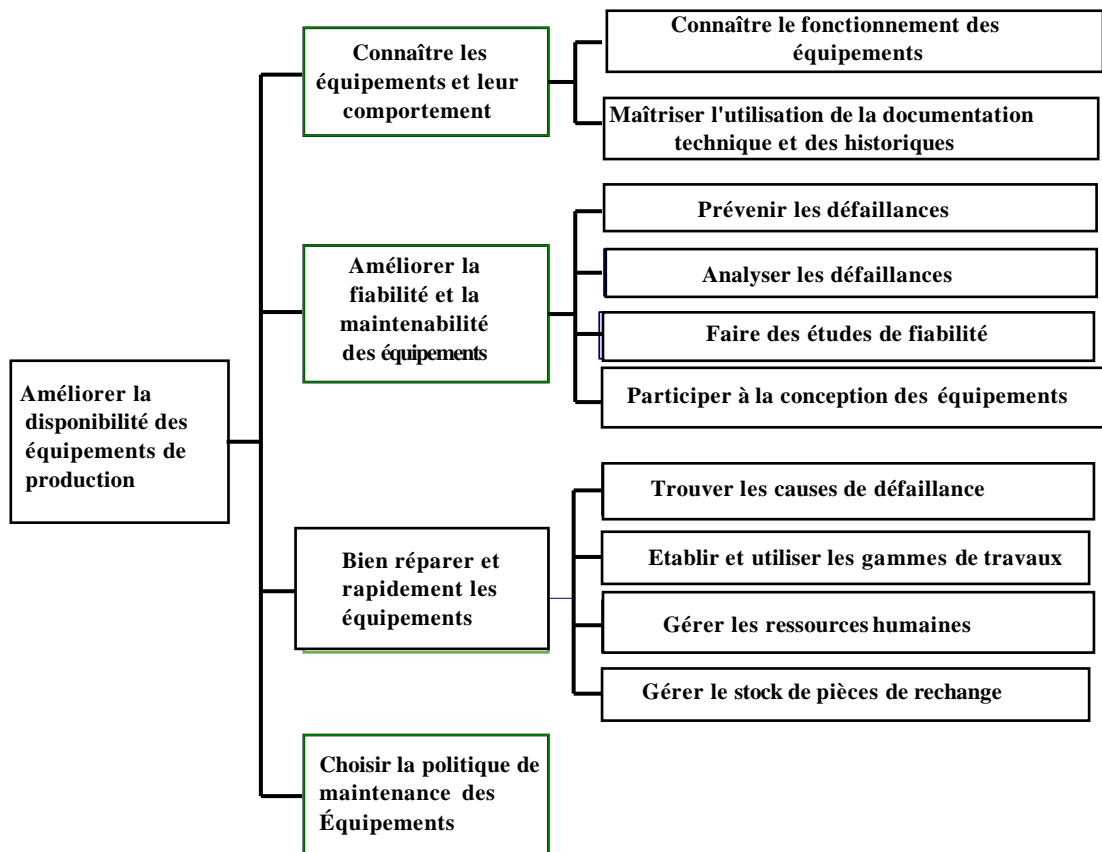 Améliorer la
disponibilité des
équipements de
production
Connaître les
équipements et leur
comportement
Connaître le fonctionnement des
équipements
Maîtriser l'utilisation de la documentation
technique et des historiques
Améliorer la
fiabilité et la
maintenabilité
des équipements
Prévenir les défaillances
Analyser les défaillances
Faire des études de fiabilité
Participer à la conception des équipements
Bien réparer et
rapidement les
équipements
Trouver les causes de défaillance
Etablir et utiliser les gammes de travaux
Gérer les ressources humaines
Gérer le stock de pièces de rechange
Choisir la politique de
maintenance des
Équipements